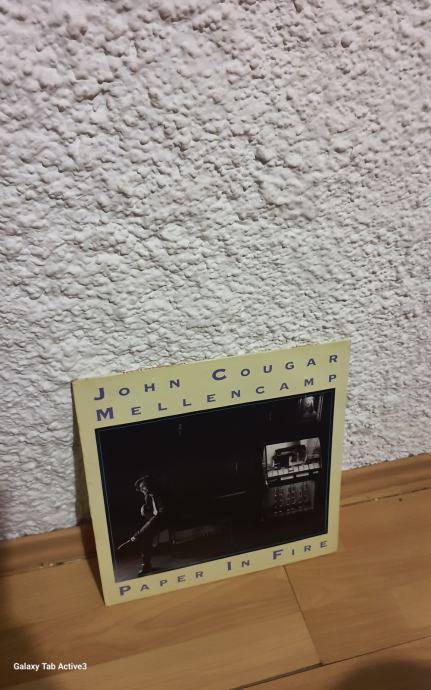 John Cougar
Mellencamp
Paper In Fire
Galaxy Tab Active3